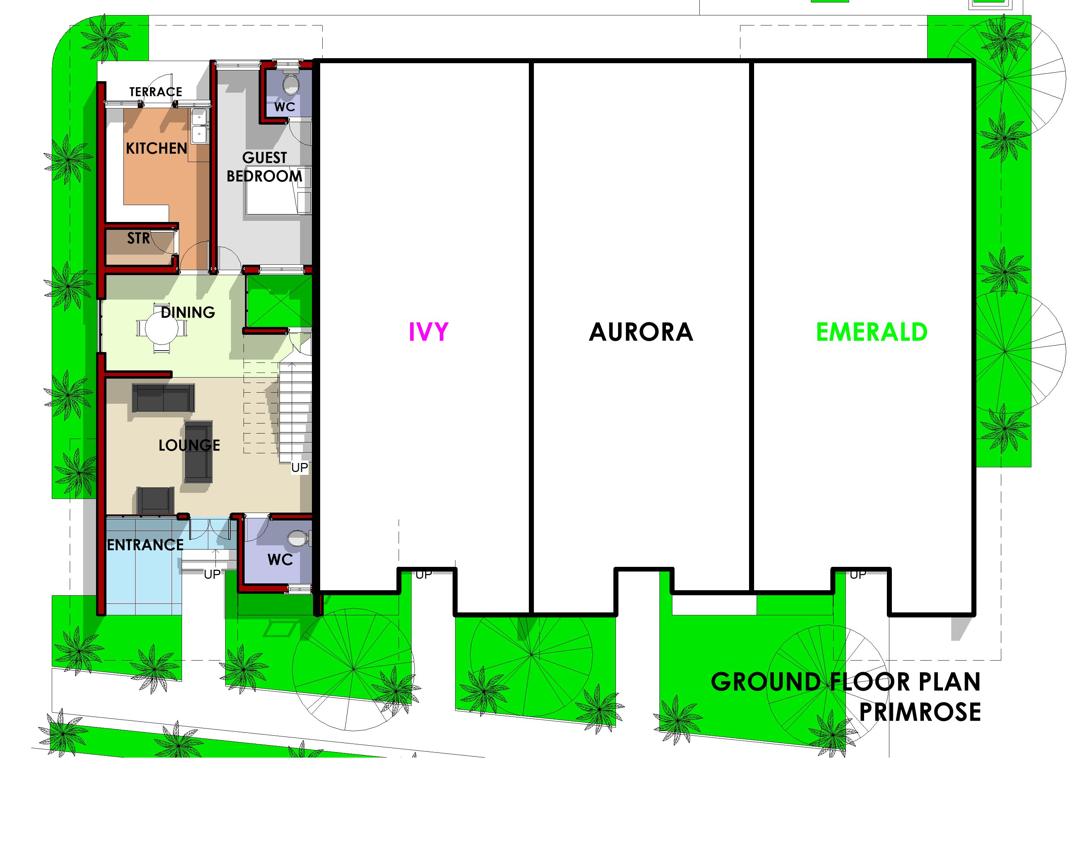 TERRACE
WC
KITCHEN
GUEST
BEDROOM
STR
DINING
IVY
AURORA
EMERALD
LOUNGE
UP
ENTRANCE
WC
UP
UP
UP
GROUND FLOOR PLAN
PRIMROSE